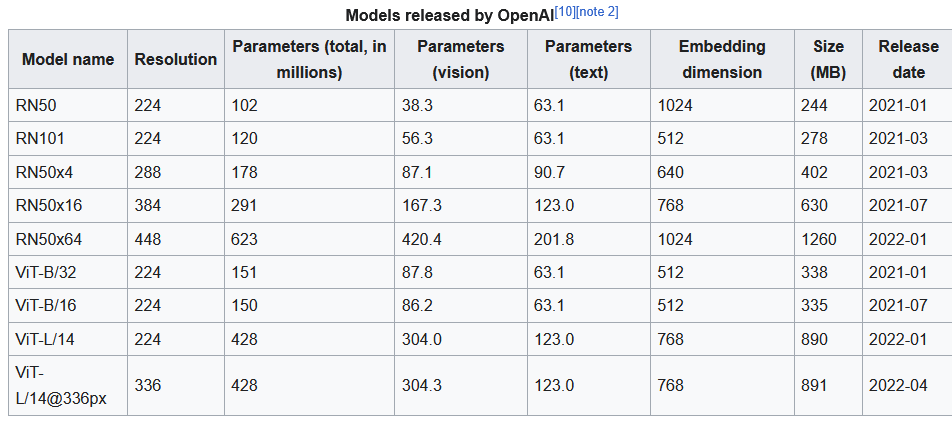 Models released by OpenAI[10][note 2]
Model name Resolution Parameters (total, in millions) Parameters (vision) Parameters (text) Embedding dimension Size (MB) Release date
RN50 224 102 38.3 63.1 1024 244 2021-01
RN101 224 120 56.3 63.1 512 278 2021-03
RN50x4 288 178 87.1 90.7 640 402 2021-03
RN50x16 384 291 167.3 123.0 768 630 2021-07
RN50x64 448 623 420.4 201.8 1024 1260 2022-01
ViT-B/32 224 151 87.8 63.1 512 338 2021-01
ViT-B/16 224 150 86.2 63.1 512 335 2021-07
ViT-L/14 224 428 304.0 123.0 768 890 2022-01
ViT-L/14@336px 336 428 304.3 123.0 768 891 2022-04